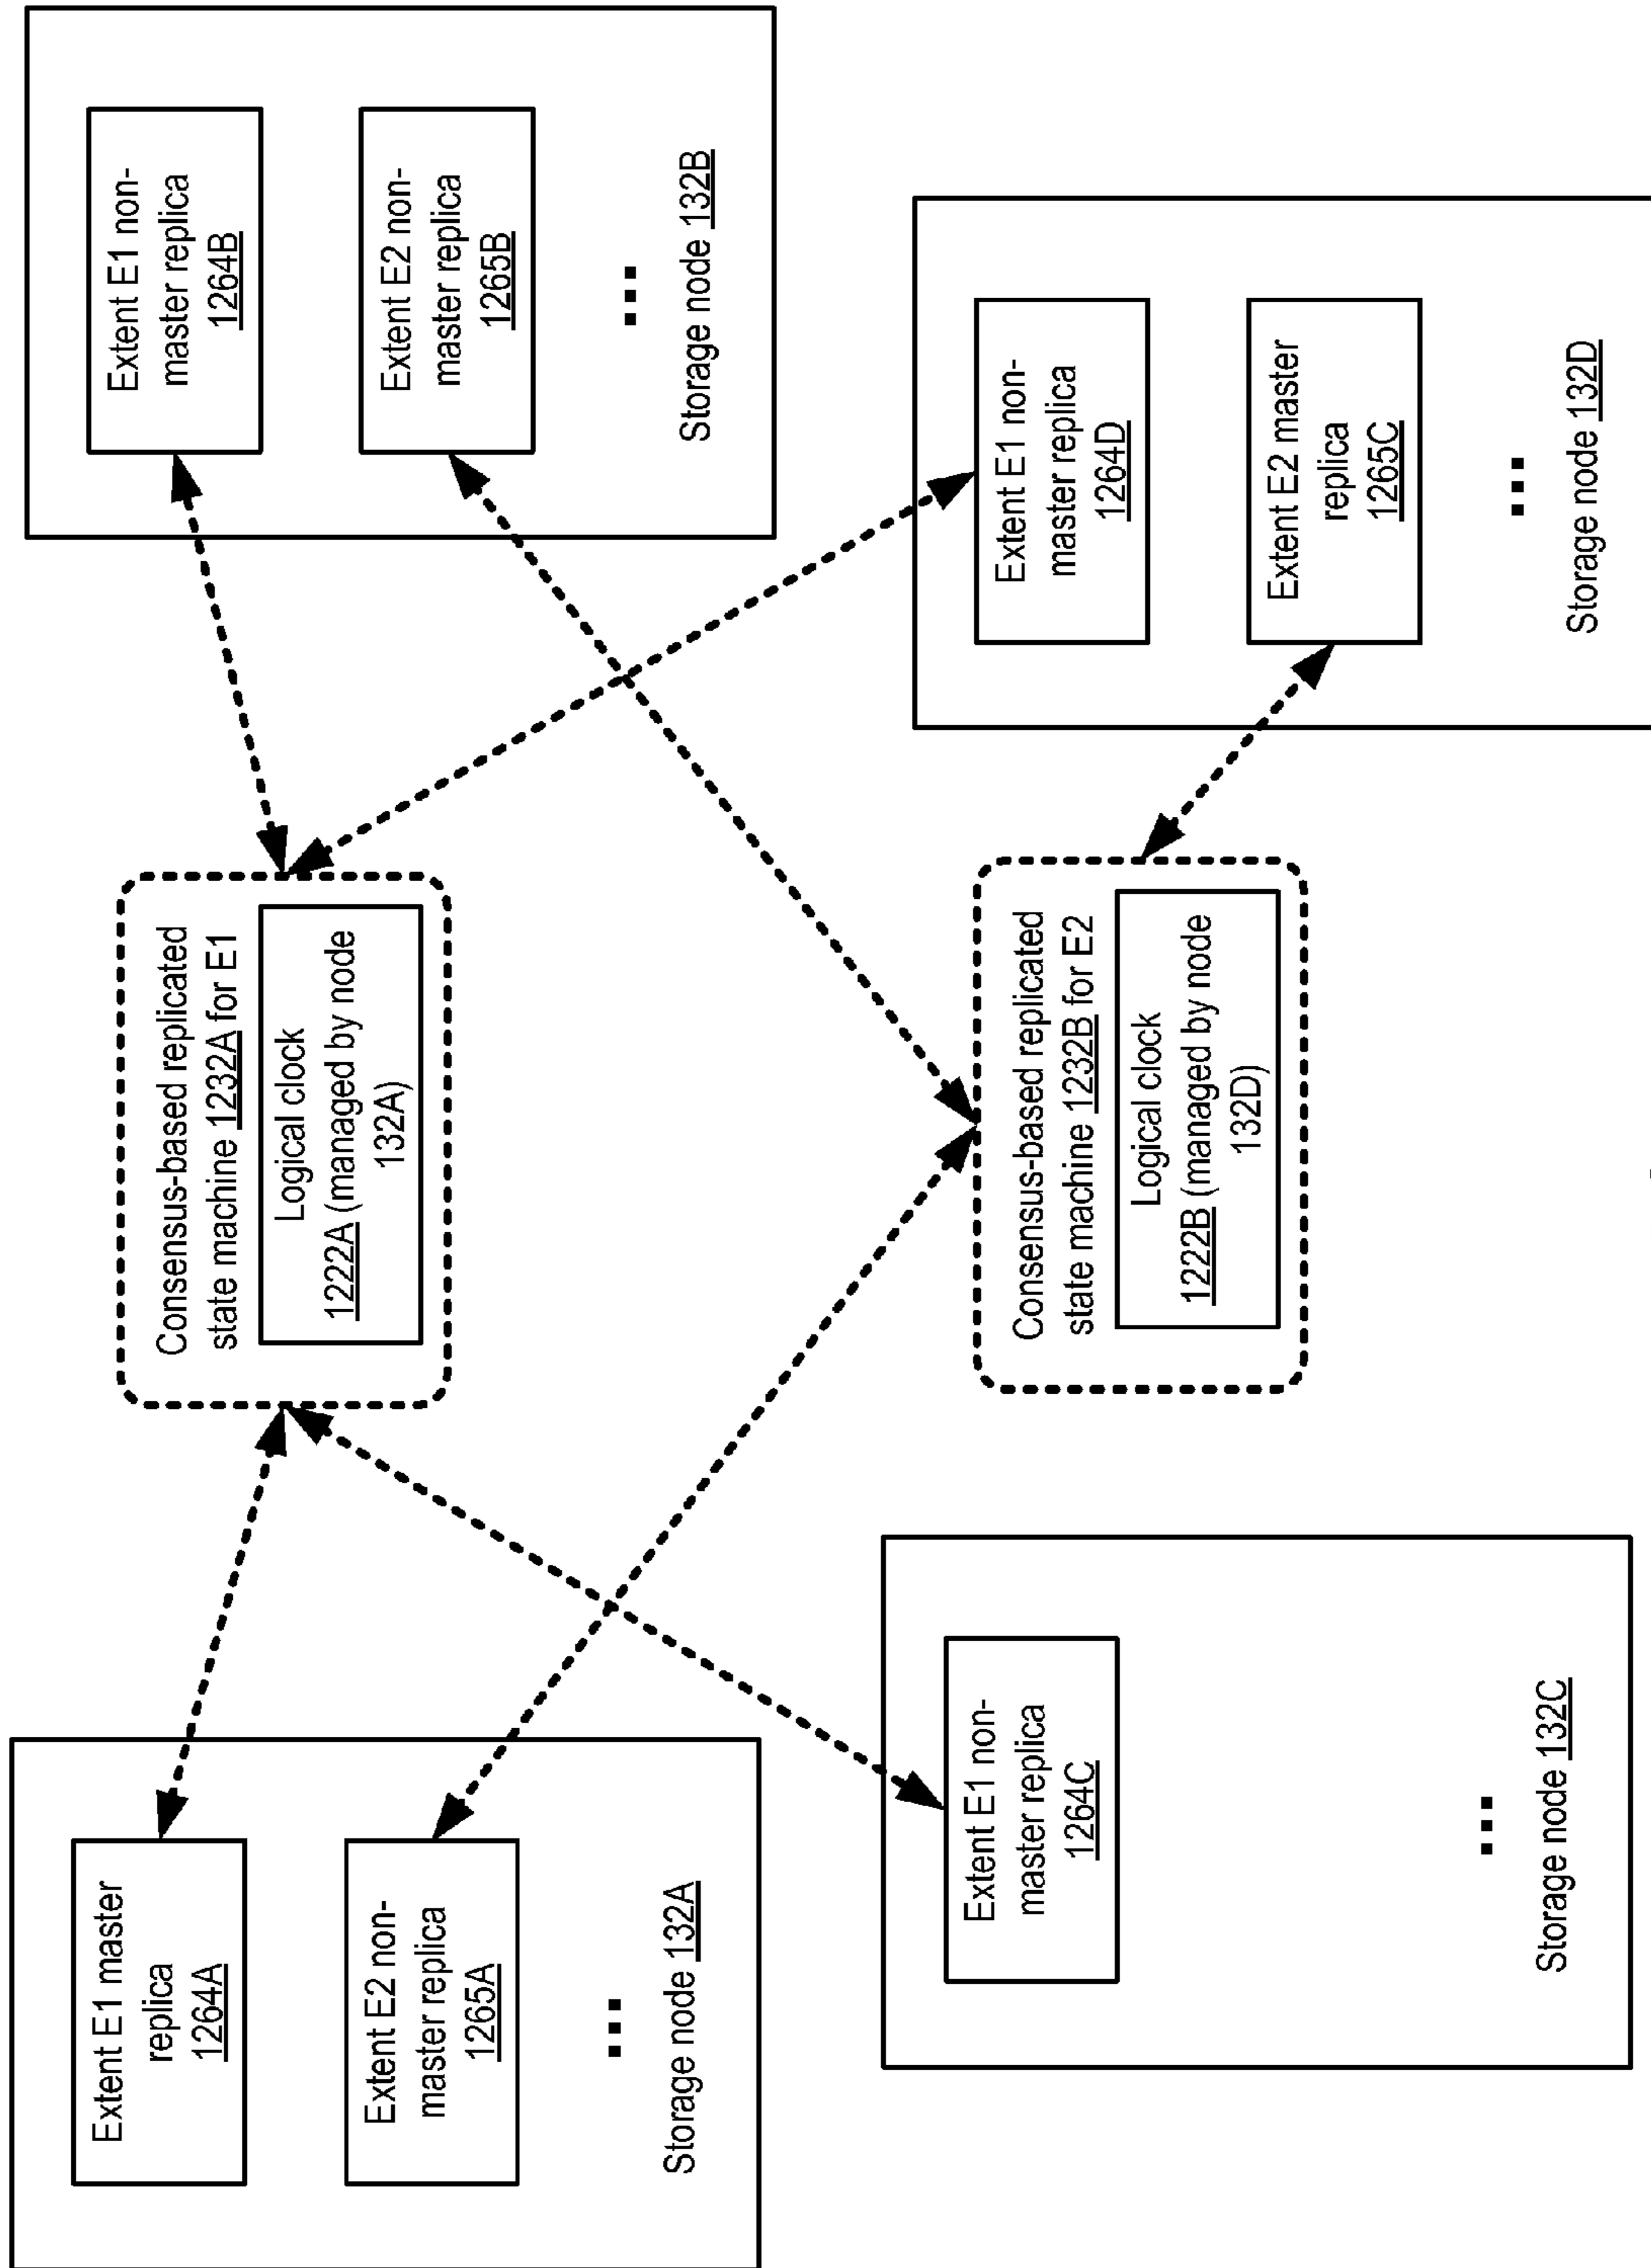 Extent E1 master
replica
1264A
Extent E2 non-
master replica
1265A
...
Storage node 132A
Consensus-based replicated
state machine 1232A for E1
Logical clock
1222A (managed by node
132A)
Extent E1 non-
master replica
1264B
Extent E2 non-
master replica
1265B
...
Storage node 132B
Extent E1 non-
master replica
1264C
...
Storage node 132C
Consensus-based replicated
state machine 1232B for E2
Logical clock
1222B (managed by node
132D)
Extent E1 non-
master replica
1264D
Extent E2 master
replica
1265C
...
Storage node 132D